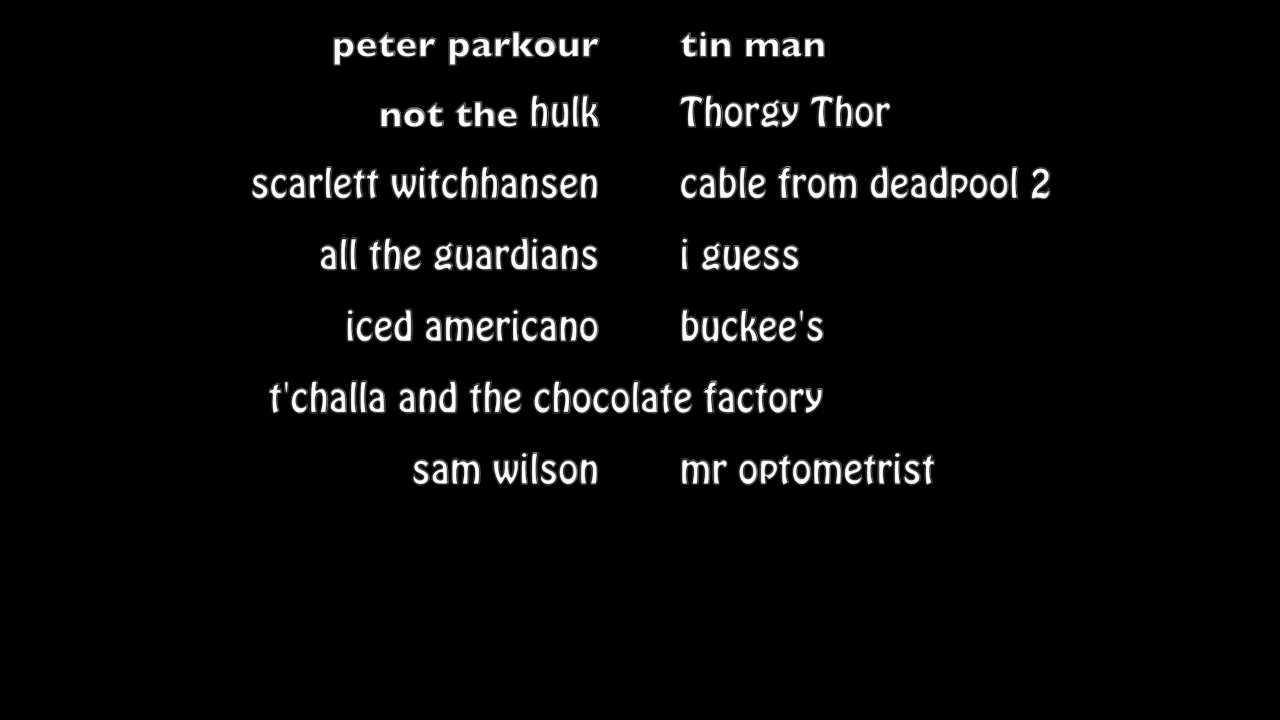 peter parkour tin man
not the hulk Thorgy Thor
scarlett witchhansen cable from deadpool 2
all the guardians i guess
iced americano buckee's
t'challa and the chocolate factory
sam wilson mr optometrist